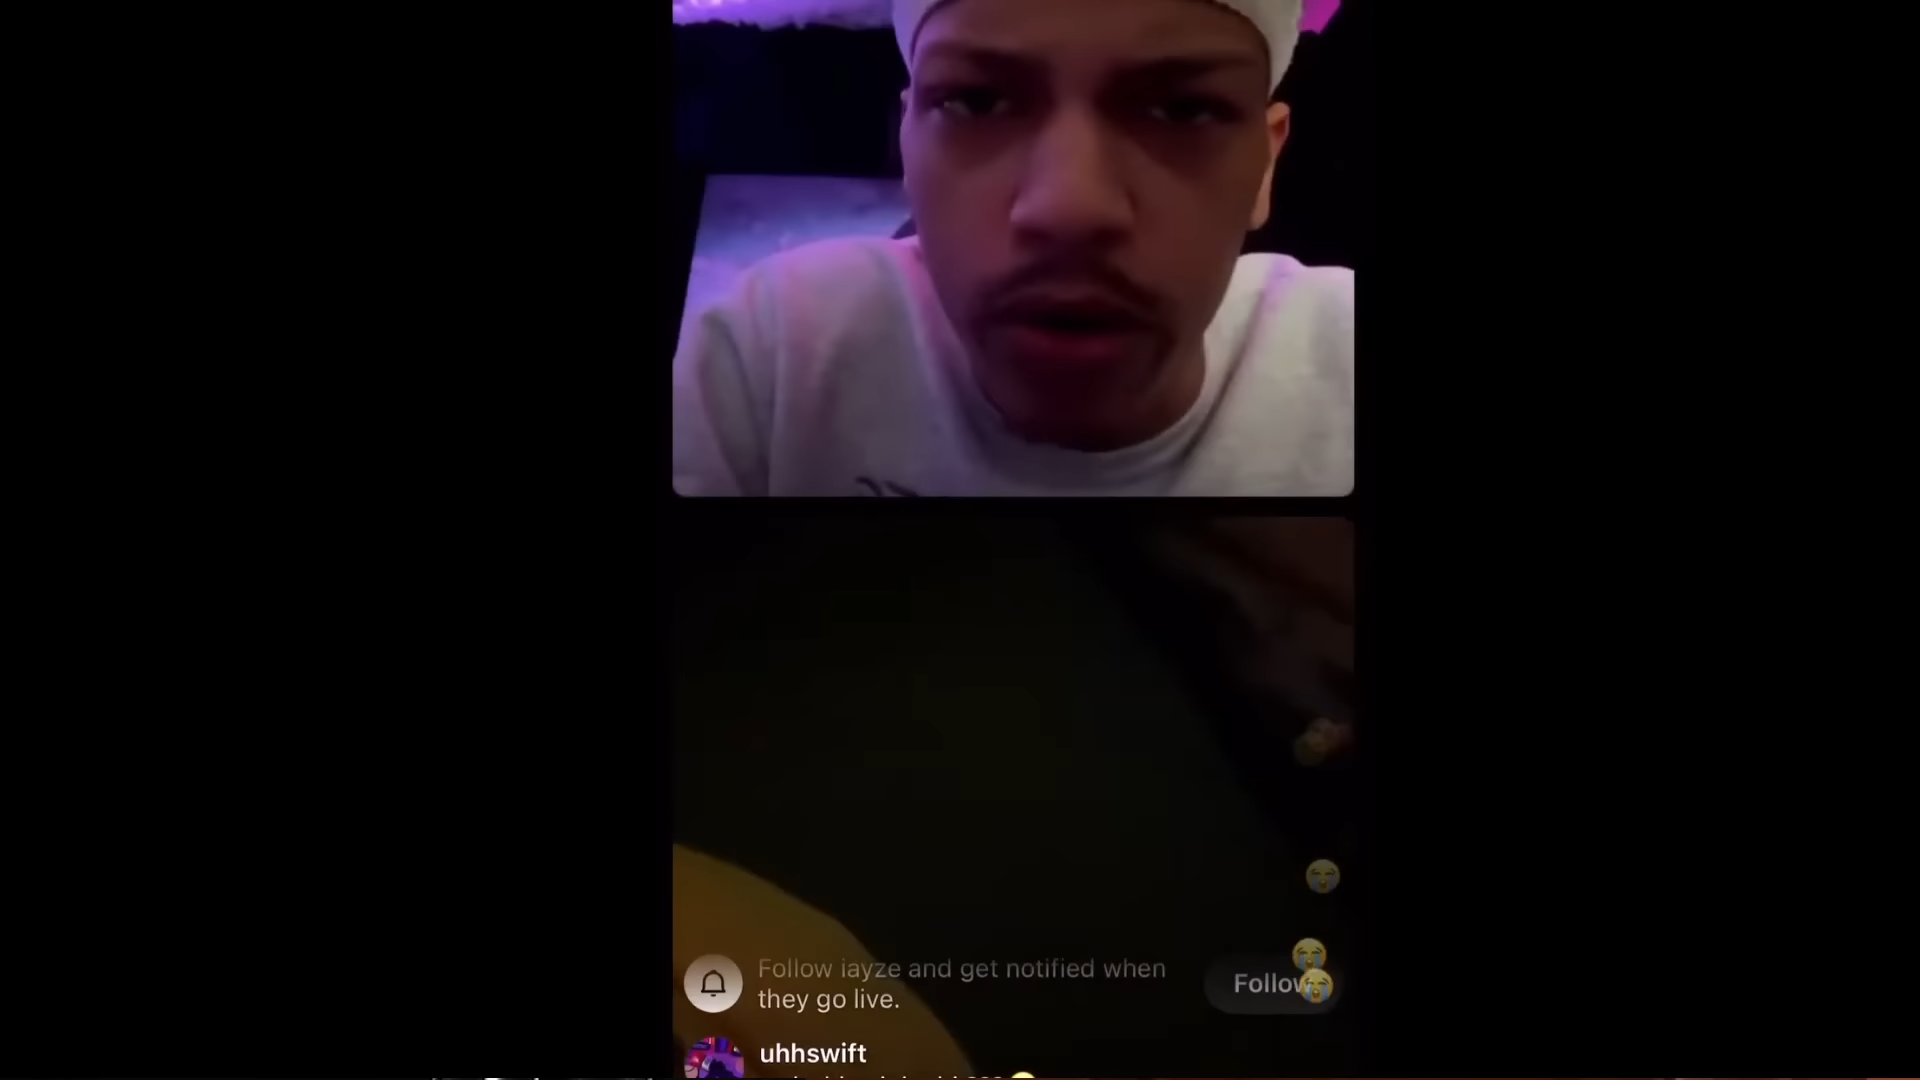 Follow iayze and get notified when
they go live.
Follow
uhhswift